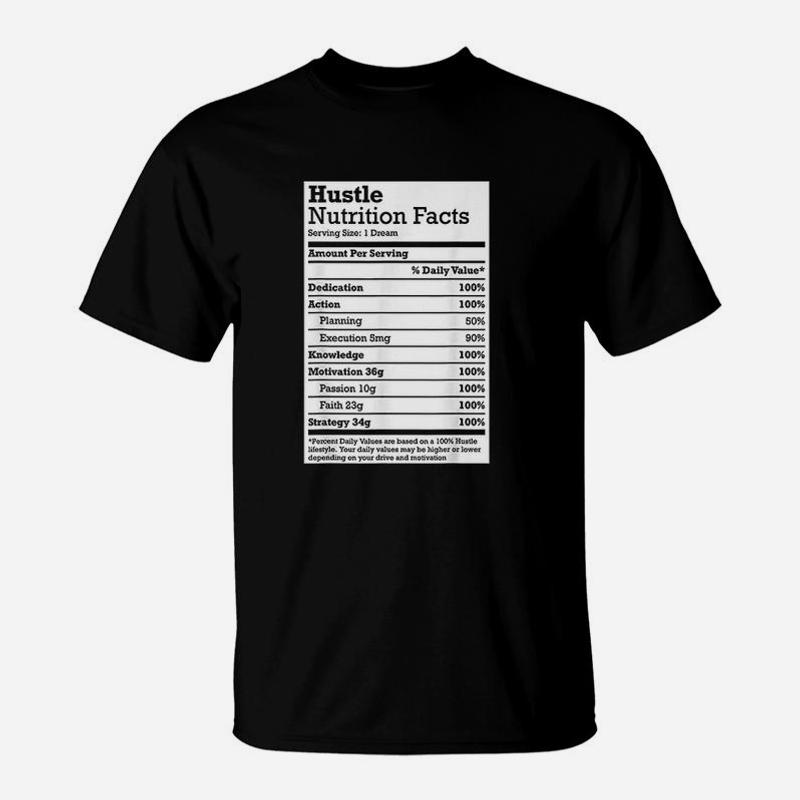 Hustle
Nutrition Facts
Serving Size: 1 Dream
Amount Per Serving
% Daily Value*
Dedication 100%
Action 100%
Planning 50%
Execution 5mg 90%
Knowledge 100%
Motivation 36g 100%
Passion 10g 100%
Faith 23g 100%
Strategy 34g 100%
*Percent Daily Values are based on a 100% Hustle
lifestyle. Your daily values may be higher or lower
depending on your drive and motivation